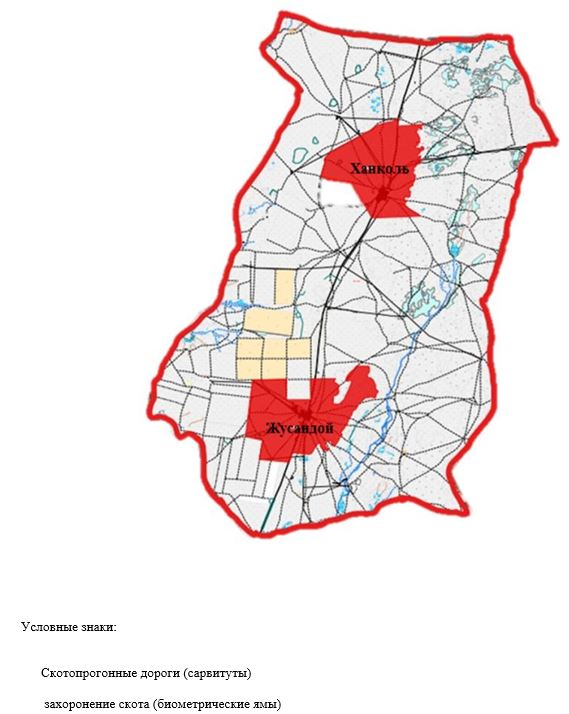 Ханколь
Жусандой
Условные знаки:
Скотопрогонные дороги (сарвитуты)
захоронение скота (биометрические ямы)